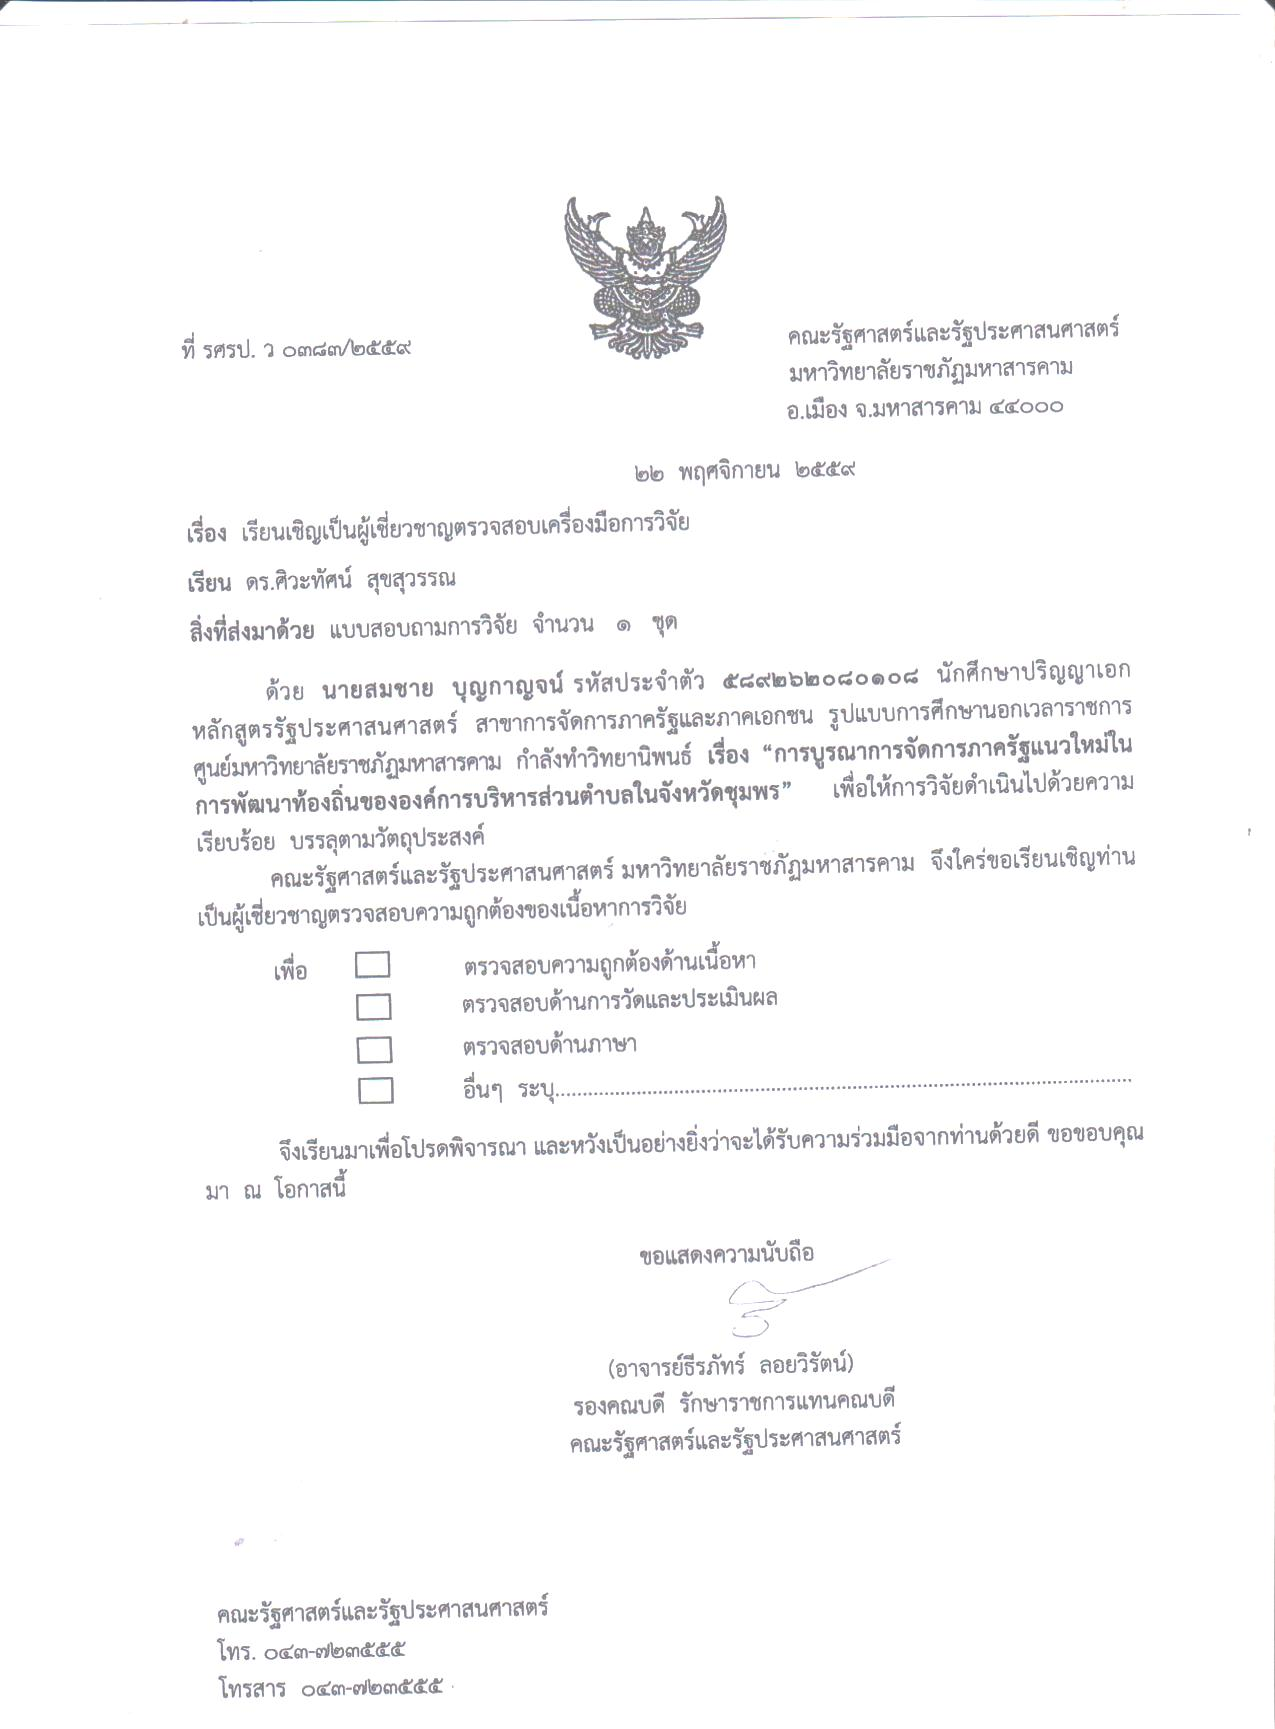 ที่ รศรป. ว ๐๓๘๓/๒๕๕๙
คณะรัฐศาสตร์และรัฐประศาสนศาสตร์
มหาวิทยาลัยราชภัฏมหาสารคาม
อ.เมือง จ.มหาสารคาม ๔๔๐๐๐
๒๒ พฤศจิกายน ๒๕๕๙
เรื่อง เรียนเชิญเป็นผู้เชี่ยวชาญตรวจสอบเครื่องมือการวิจัย
เรียน ดร.ศิวะทัศน์ สุขสุวรรณ
สิ่งที่ส่งมาด้วย แบบสอบถามการวิจัย จำนวน ๑ ชุด
ด้วย นายสมชาย บุญกาญจน์ รหัสประจำตัว ๕๘๙๒๖๒๐๘๐๑๐๘ นักศึกษาปริญญาเอก
หลักสูตรรัฐประศาสนศาสตร์ สาขาการจัดการภาครัฐและภาคเอกชน รูปแบบการศึกษานอกเวลาราชการ
ศูนย์มหาวิทยาลัยราชภัฏมหาสารคาม กำลังทำวิทยานิพนธ์ เรื่อง “การบูรณาการจัดการภาครัฐแนวใหม่ใน
การพัฒนาท้องถิ่นขององค์การบริหารส่วนตำบลในจังหวัดชุมพร” เพื่อให้การวิจัยดำเนินไปด้วยความ
เรียบร้อย บรรลุตามวัตถุประสงค์
คณะรัฐศาสตร์และรัฐประศาสนศาสตร์ มหาวิทยาลัยราชภัฏมหาสารคาม จึงใคร่ขอเรียนเชิญท่าน
เป็นผู้เชี่ยวชาญตรวจสอบความถูกต้องของเนื้อหาการวิจัย
เพื่อ ตรวจสอบความถูกต้องด้านเนื้อหา
ตรวจสอบด้านการวัดและประเมินผล
ตรวจสอบด้านภาษา
อื่นๆ ระบุ..........................................................................................................
จึงเรียนมาเพื่อโปรดพิจารณา และหวังเป็นอย่างยิ่งว่าจะได้รับความร่วมมือจากท่านด้วยดี ขอขอบคุณ
มา ณ โอกาสนี้
ขอแสดงความนับถือ
(อาจารย์ธีรภัทร์ ลอยวิรัตน์)
รองคณบดี รักษาราชการแทนคณบดี
คณะรัฐศาสตร์และรัฐประศาสนศาสตร์
คณะรัฐศาสตร์และรัฐประศาสนศาสตร์
โทร. ๐๔๓-๗๒๓๕๕๕
โทรสาร ๐๔๓-๗๒๓๕๕๕